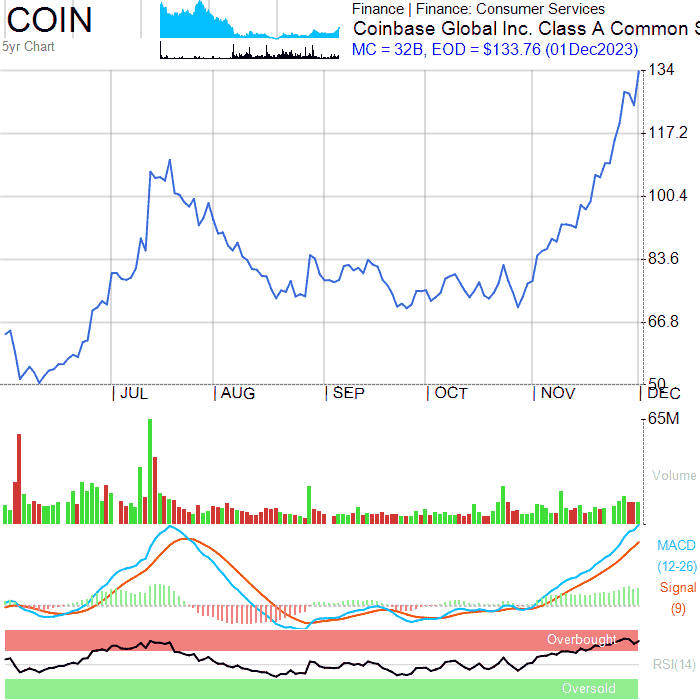 COIN
5yr Chart
Finance | Finance: Consumer Services
Coinbase Global Inc. Class A Common S
MC = 32B, EOD = $133.76 (01Dec2023)
134
117.2
100.4
83.6
66.8
50
| JUL | AUG | SEP | OCT | NOV | DEC
65M
Volume
MACD
(12-26)
Signal
(9)
Overbought
RSI(14)
Oversold